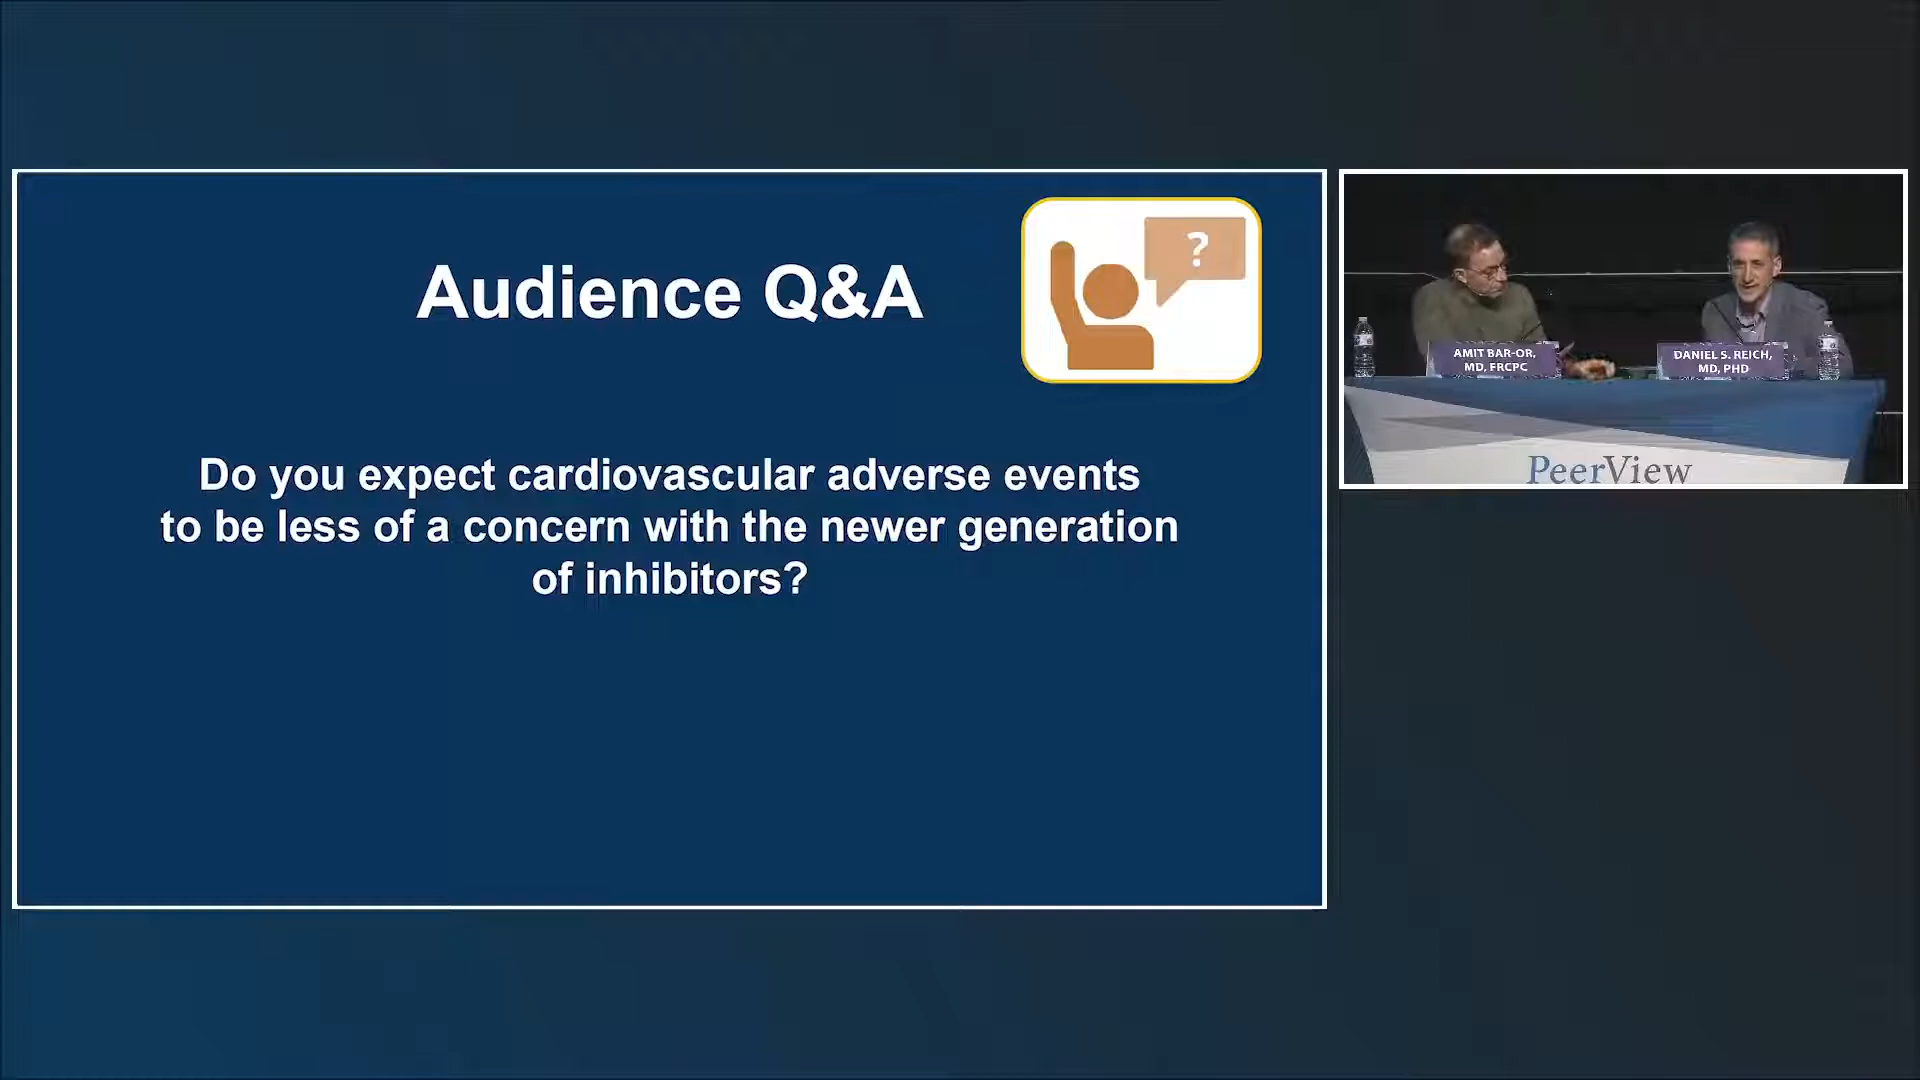 Audience Q&A
?
Do you expect cardiovascular adverse events
to be less of a concern with the newer generation
of inhibitors?
AMIT BAR-OR,
MD, FRCPC
DANIEL S. REICH,
MD, PHD
PeerView